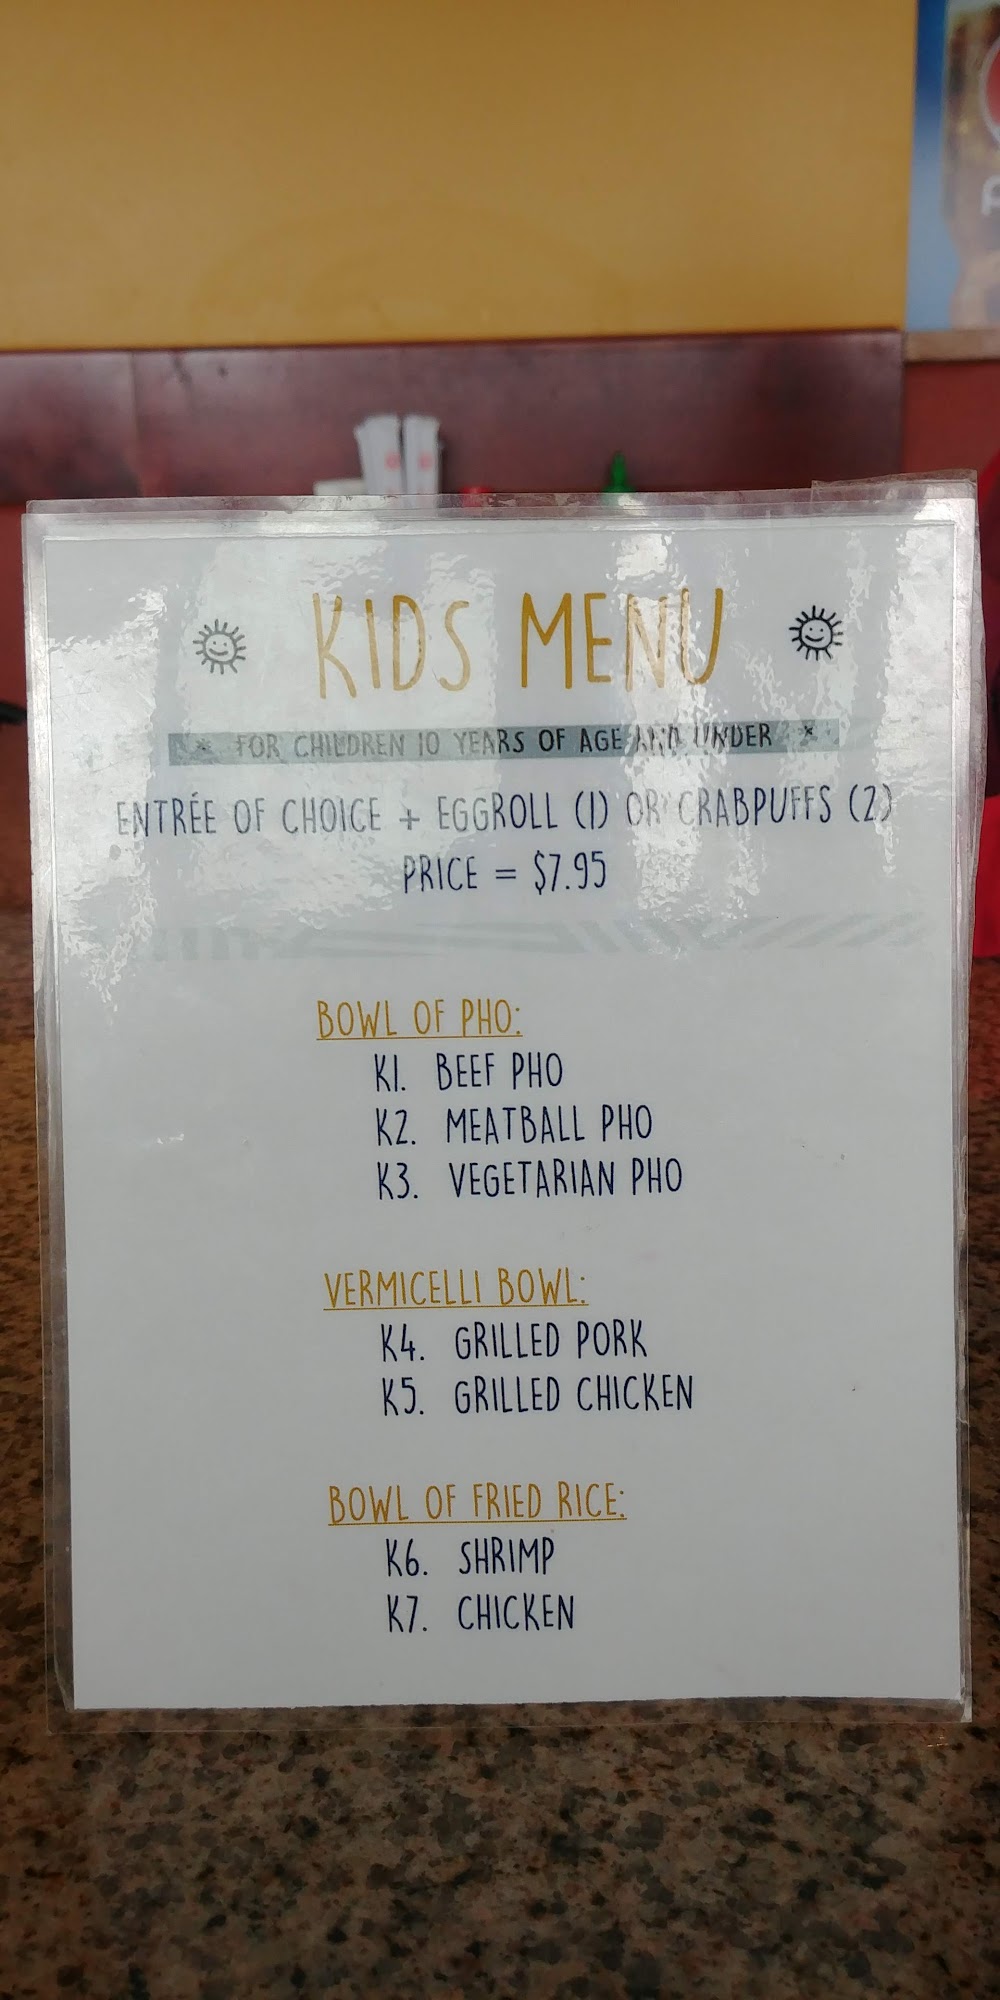 KIDS MENU
FOR CHILDREN 10 YEARS OF AGE AND UNDER
ENTRÉE OF CHOICE + EGGROLL (1) OR CRABPUFFS (2)
PRICE = $7.95
BOWL OF PHO:
K1. BEEF PHO
K2. MEATBALL PHO
K3. VEGETARIAN PHO
VERMICELLI BOWL:
K4. GRILLED PORK
K5. GRILLED CHICKEN
BOWL OF FRIED RICE:
K6. SHRIMP
K7. CHICKEN